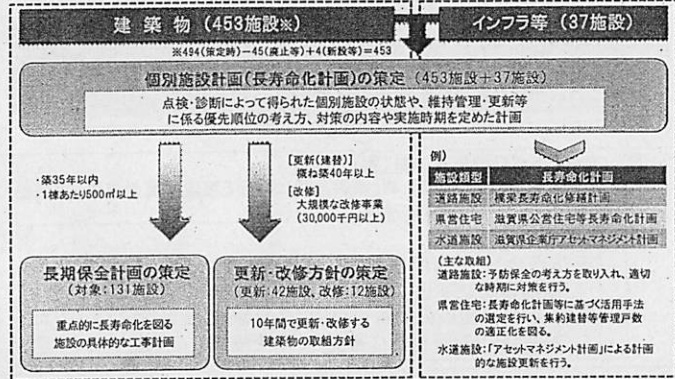 建築物（453施設※）
※494（策定時）－45（廃止等）＋4（新設等）＝453
インフラ等（37施設）
個別施設計画（長寿命化計画）の策定（453施設＋37施設）
点検・診断によって得られた個別施設の状態や、維持管理・更新等
に係る優先順位の考え方、対策の内容や実施時期を定めた計画
・築35年以内
・1棟あたり500㎡以上
[更新（建替）]
概ね築40年以上
[改修]
大規模な改修事業
（30,000千円以上）
長期保全計画の策定
（対象：131施設）
重点的に長寿命化を図る
施設の具体的な工事計画
更新・改修方針の策定
（更新：42施設、改修：12施設）
10年間で更新・改修する
建築物の取組方針
例）
施設類型 長寿命化計画
道路施設 橋梁長寿命化修繕計画
県営住宅 滋賀県公営住宅等長寿命化計画
水道施設 滋賀県企業庁アセットマネジメント計画
（主な取組）
道路施設：予防保全の考え方を取り入れ、適切
な時期に対策を行う。
県営住宅：長寿命化計画等に基づく活用手法
の選定を行い、集約建替等管理戸数
の適正化を図る。
水道施設：「アセットマネジメント計画」による計画
的な施設更新を行う。